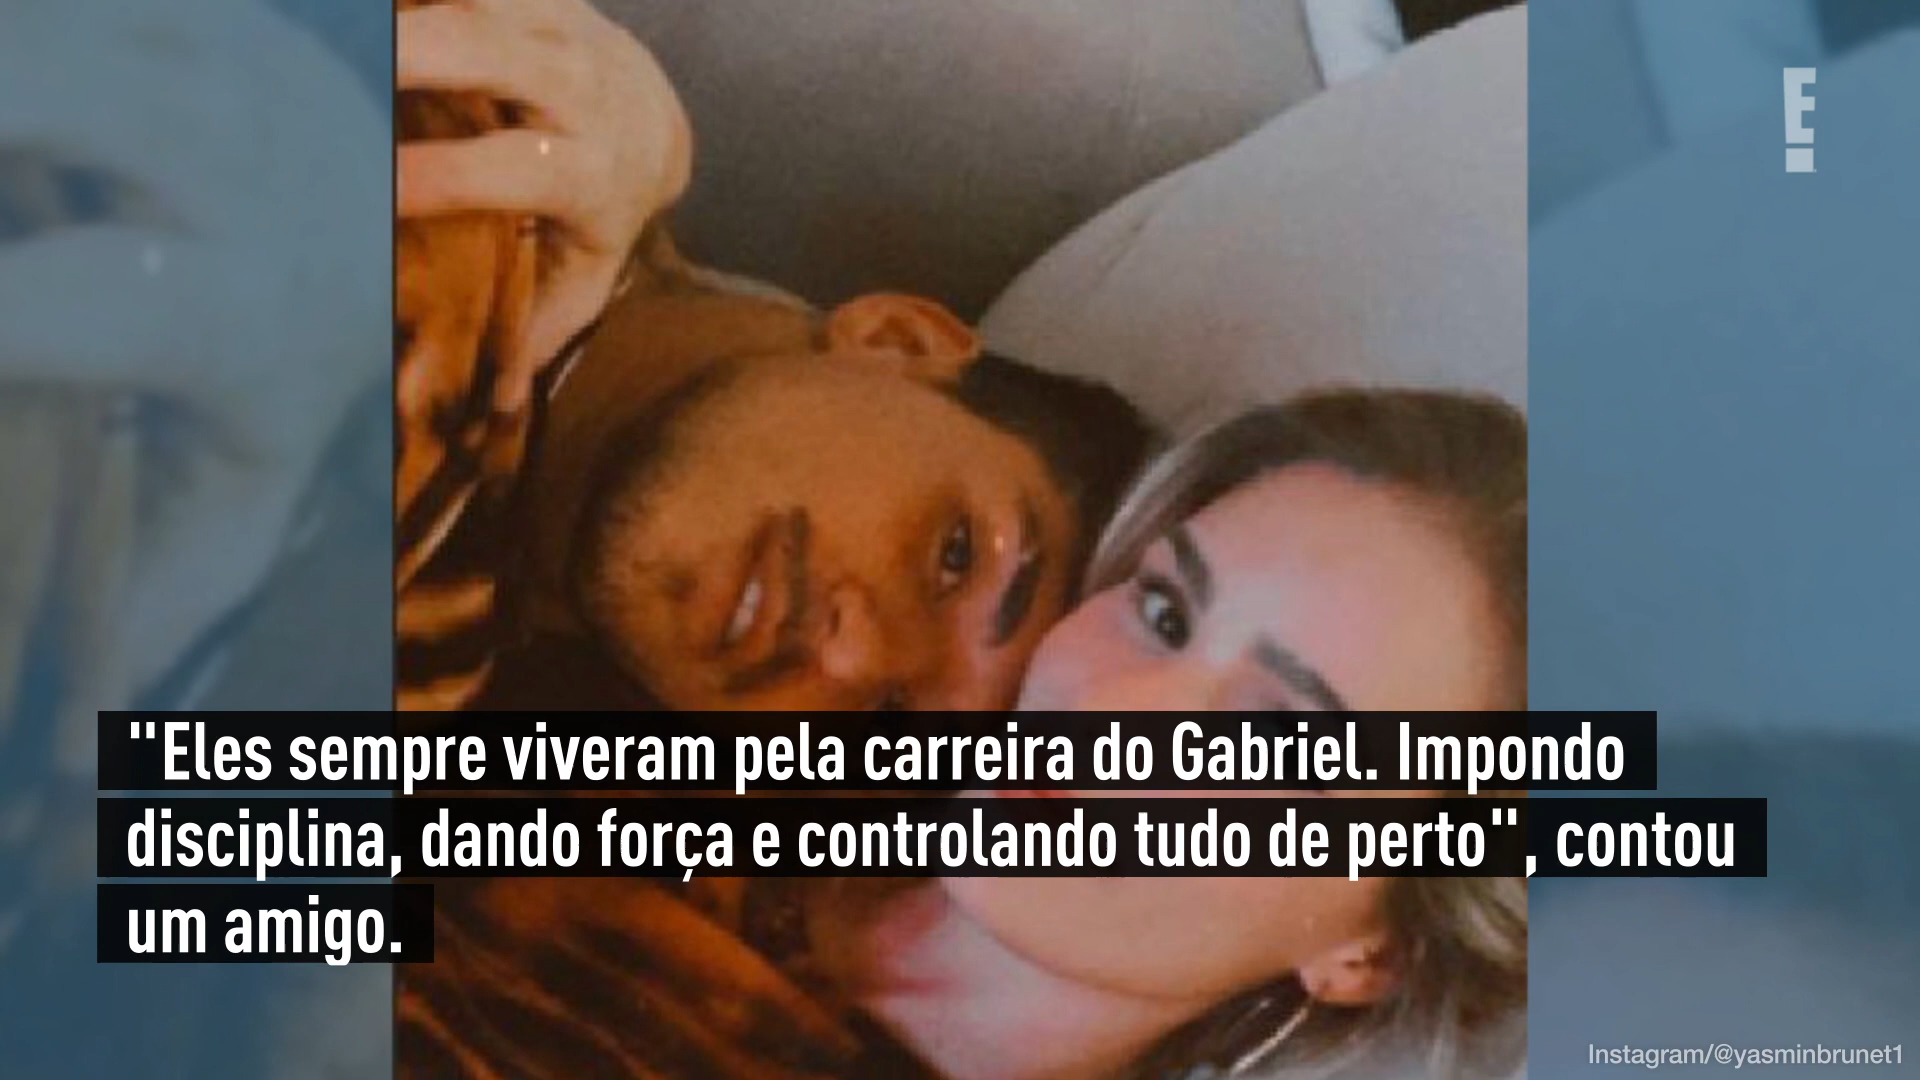 E!
"Eles sempre viveram pela carreira do Gabriel. Impondo
disciplina, dando força e controlando tudo de perto", contou
um amigo.
Instagram/@yasminbrunet1